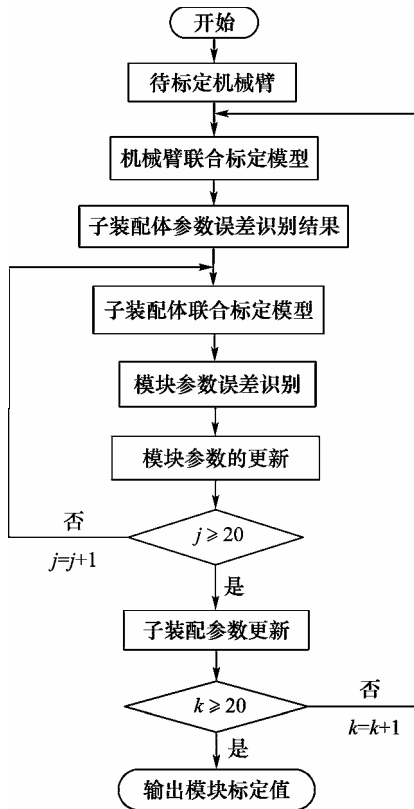 开始
待标定机械臂
机械臂联合标定模型
子装配体参数误差识别结果
子装配体联合标定模型
模块参数误差识别
模块参数的更新
否
j≥20
j=j+1
是
子装配参数更新
k≥20
否
k=k+1
是
输出模块标定值